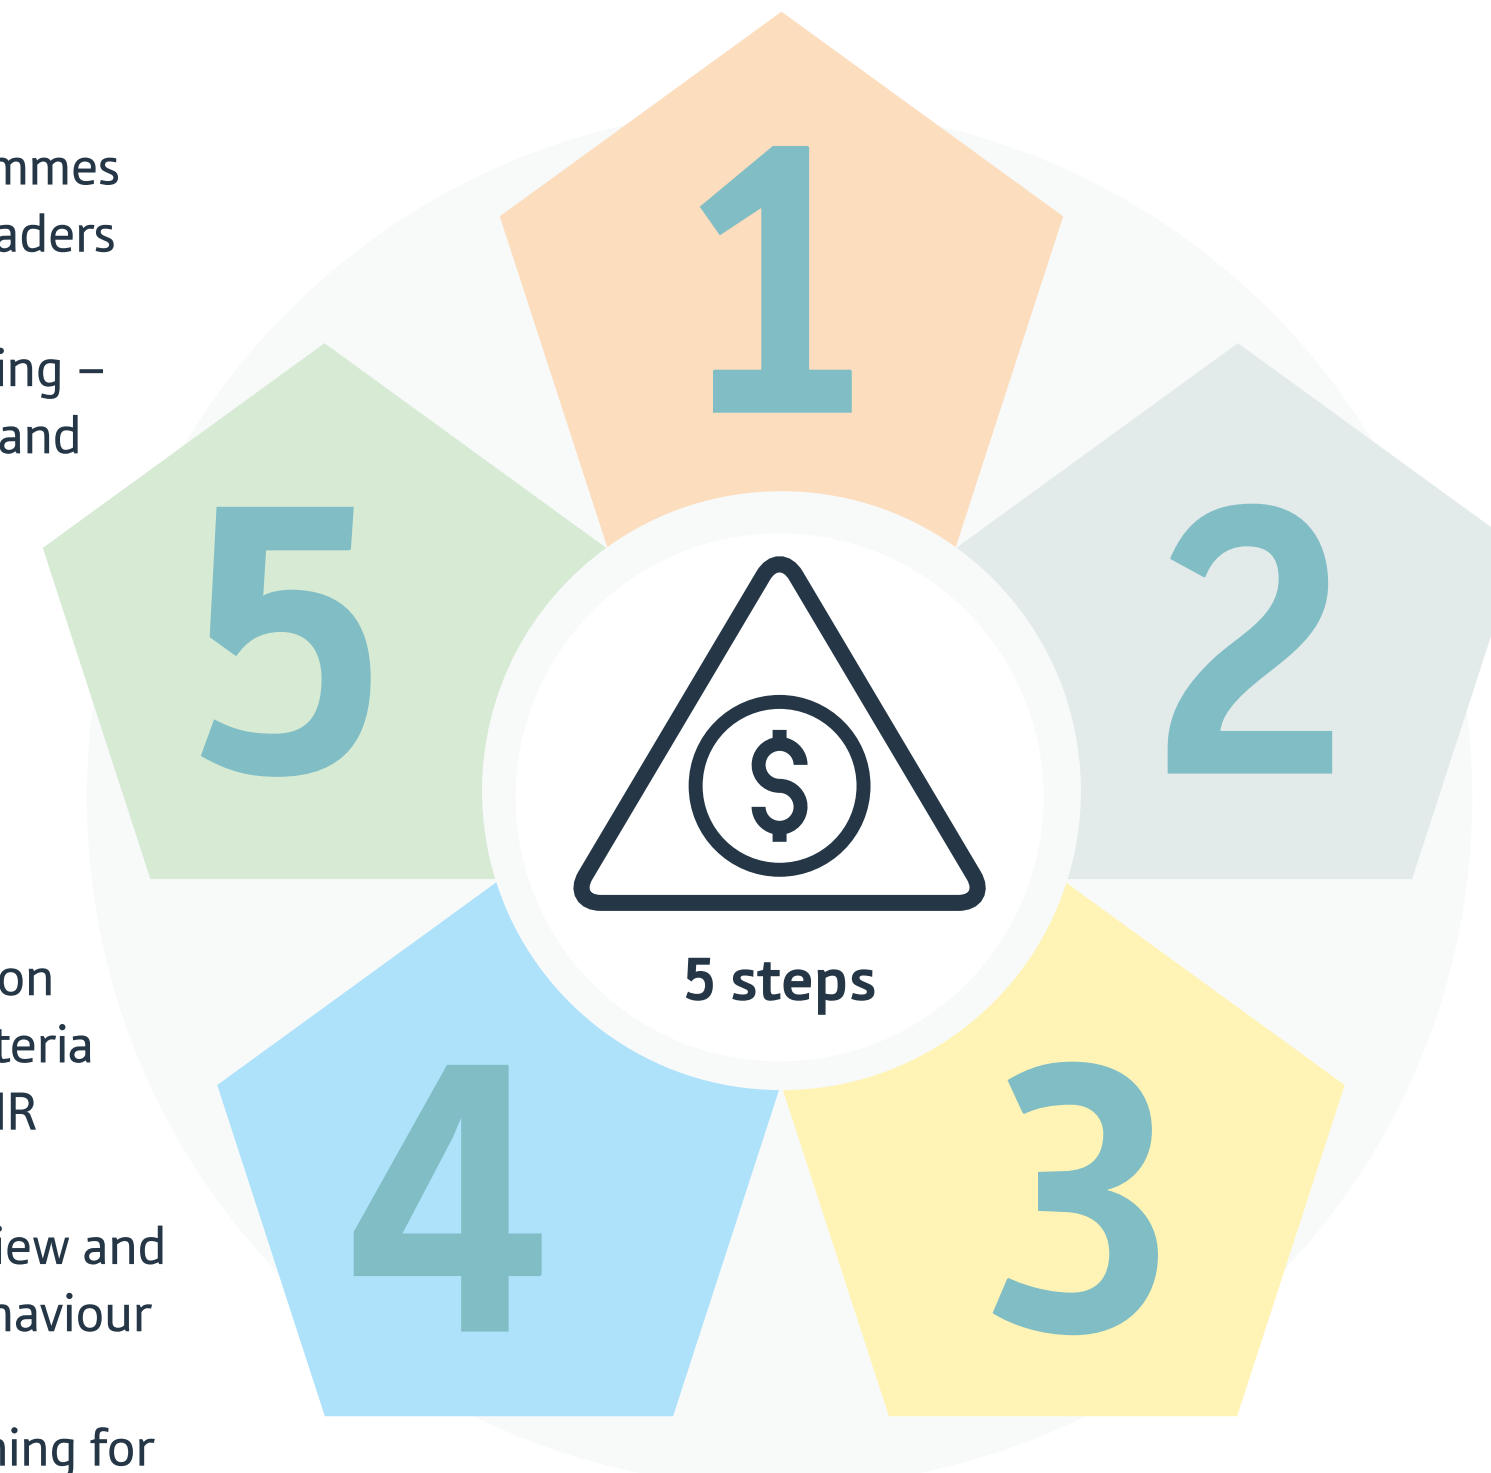 mmes
aders
ing –
and
on
teria
IR
iew and
haviour
ning for
1
2
3
4
5
$
5 steps